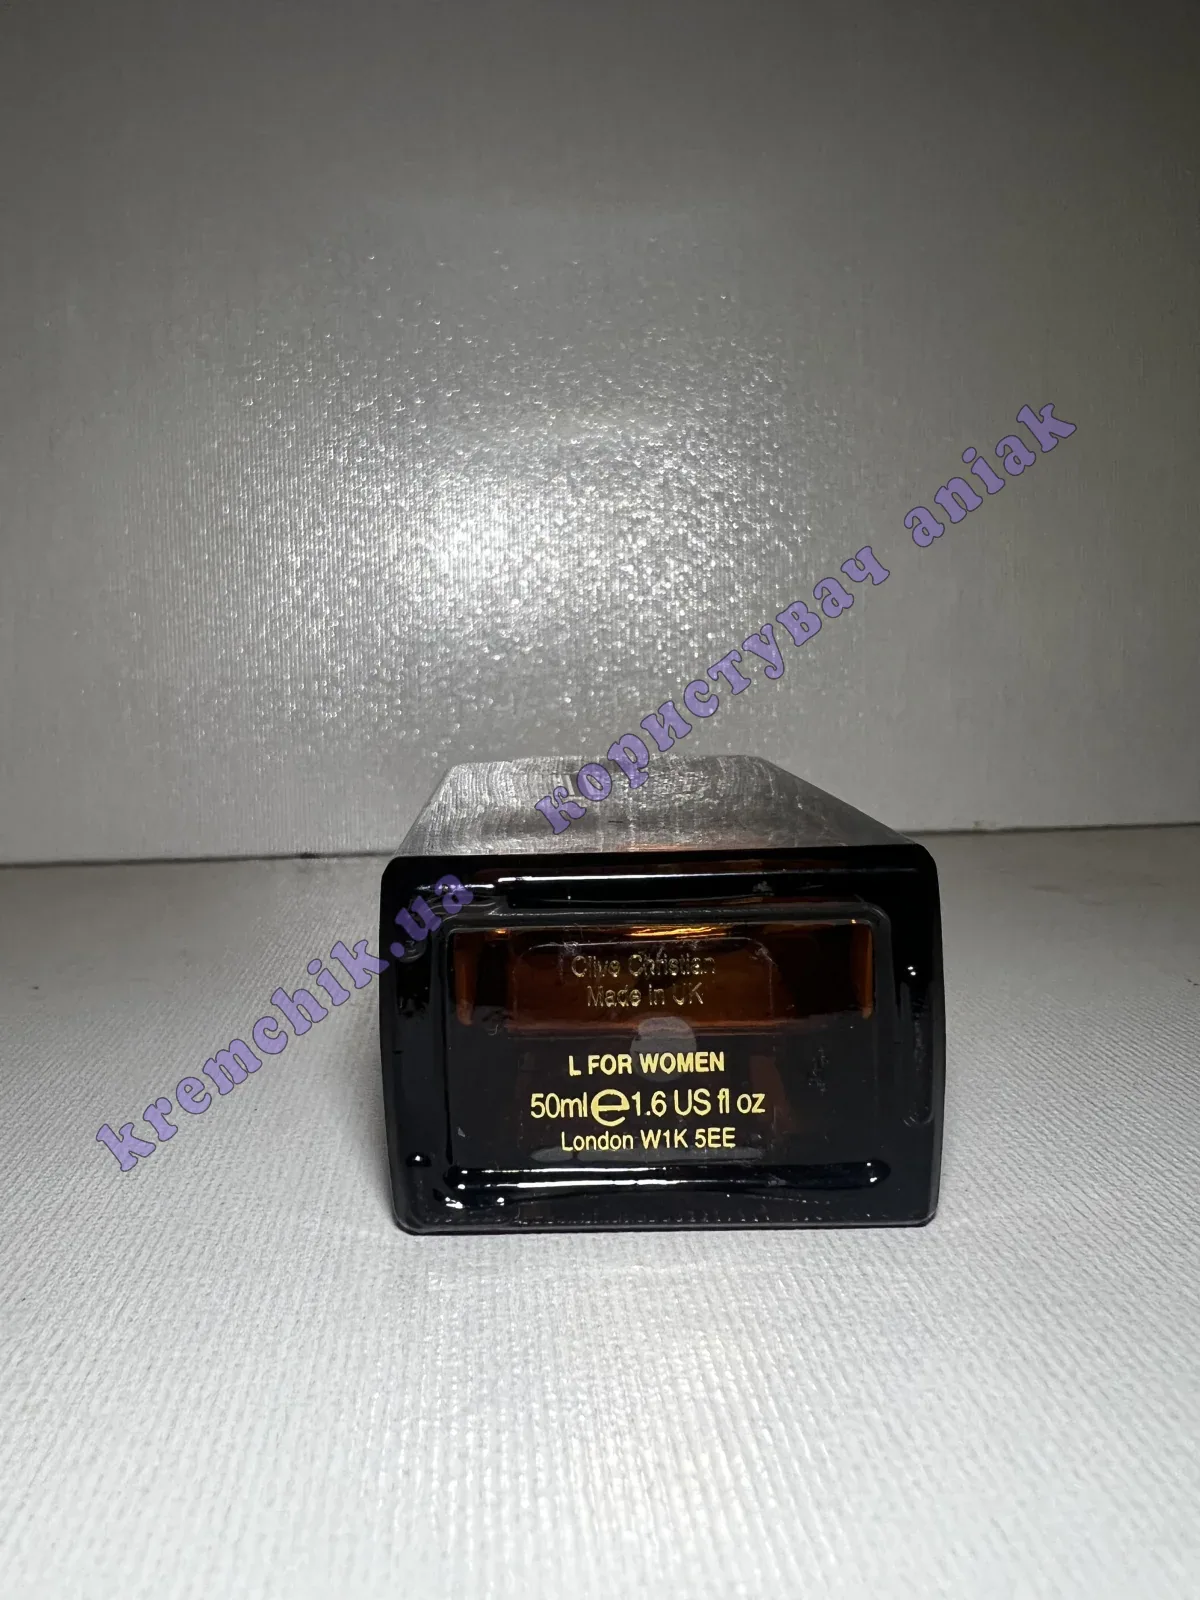 Clive Christian
Made in UK
L FOR WOMEN
50ml e 1.6 US fl oz
London W1K 5EE
kremchik.ua користувач aniak